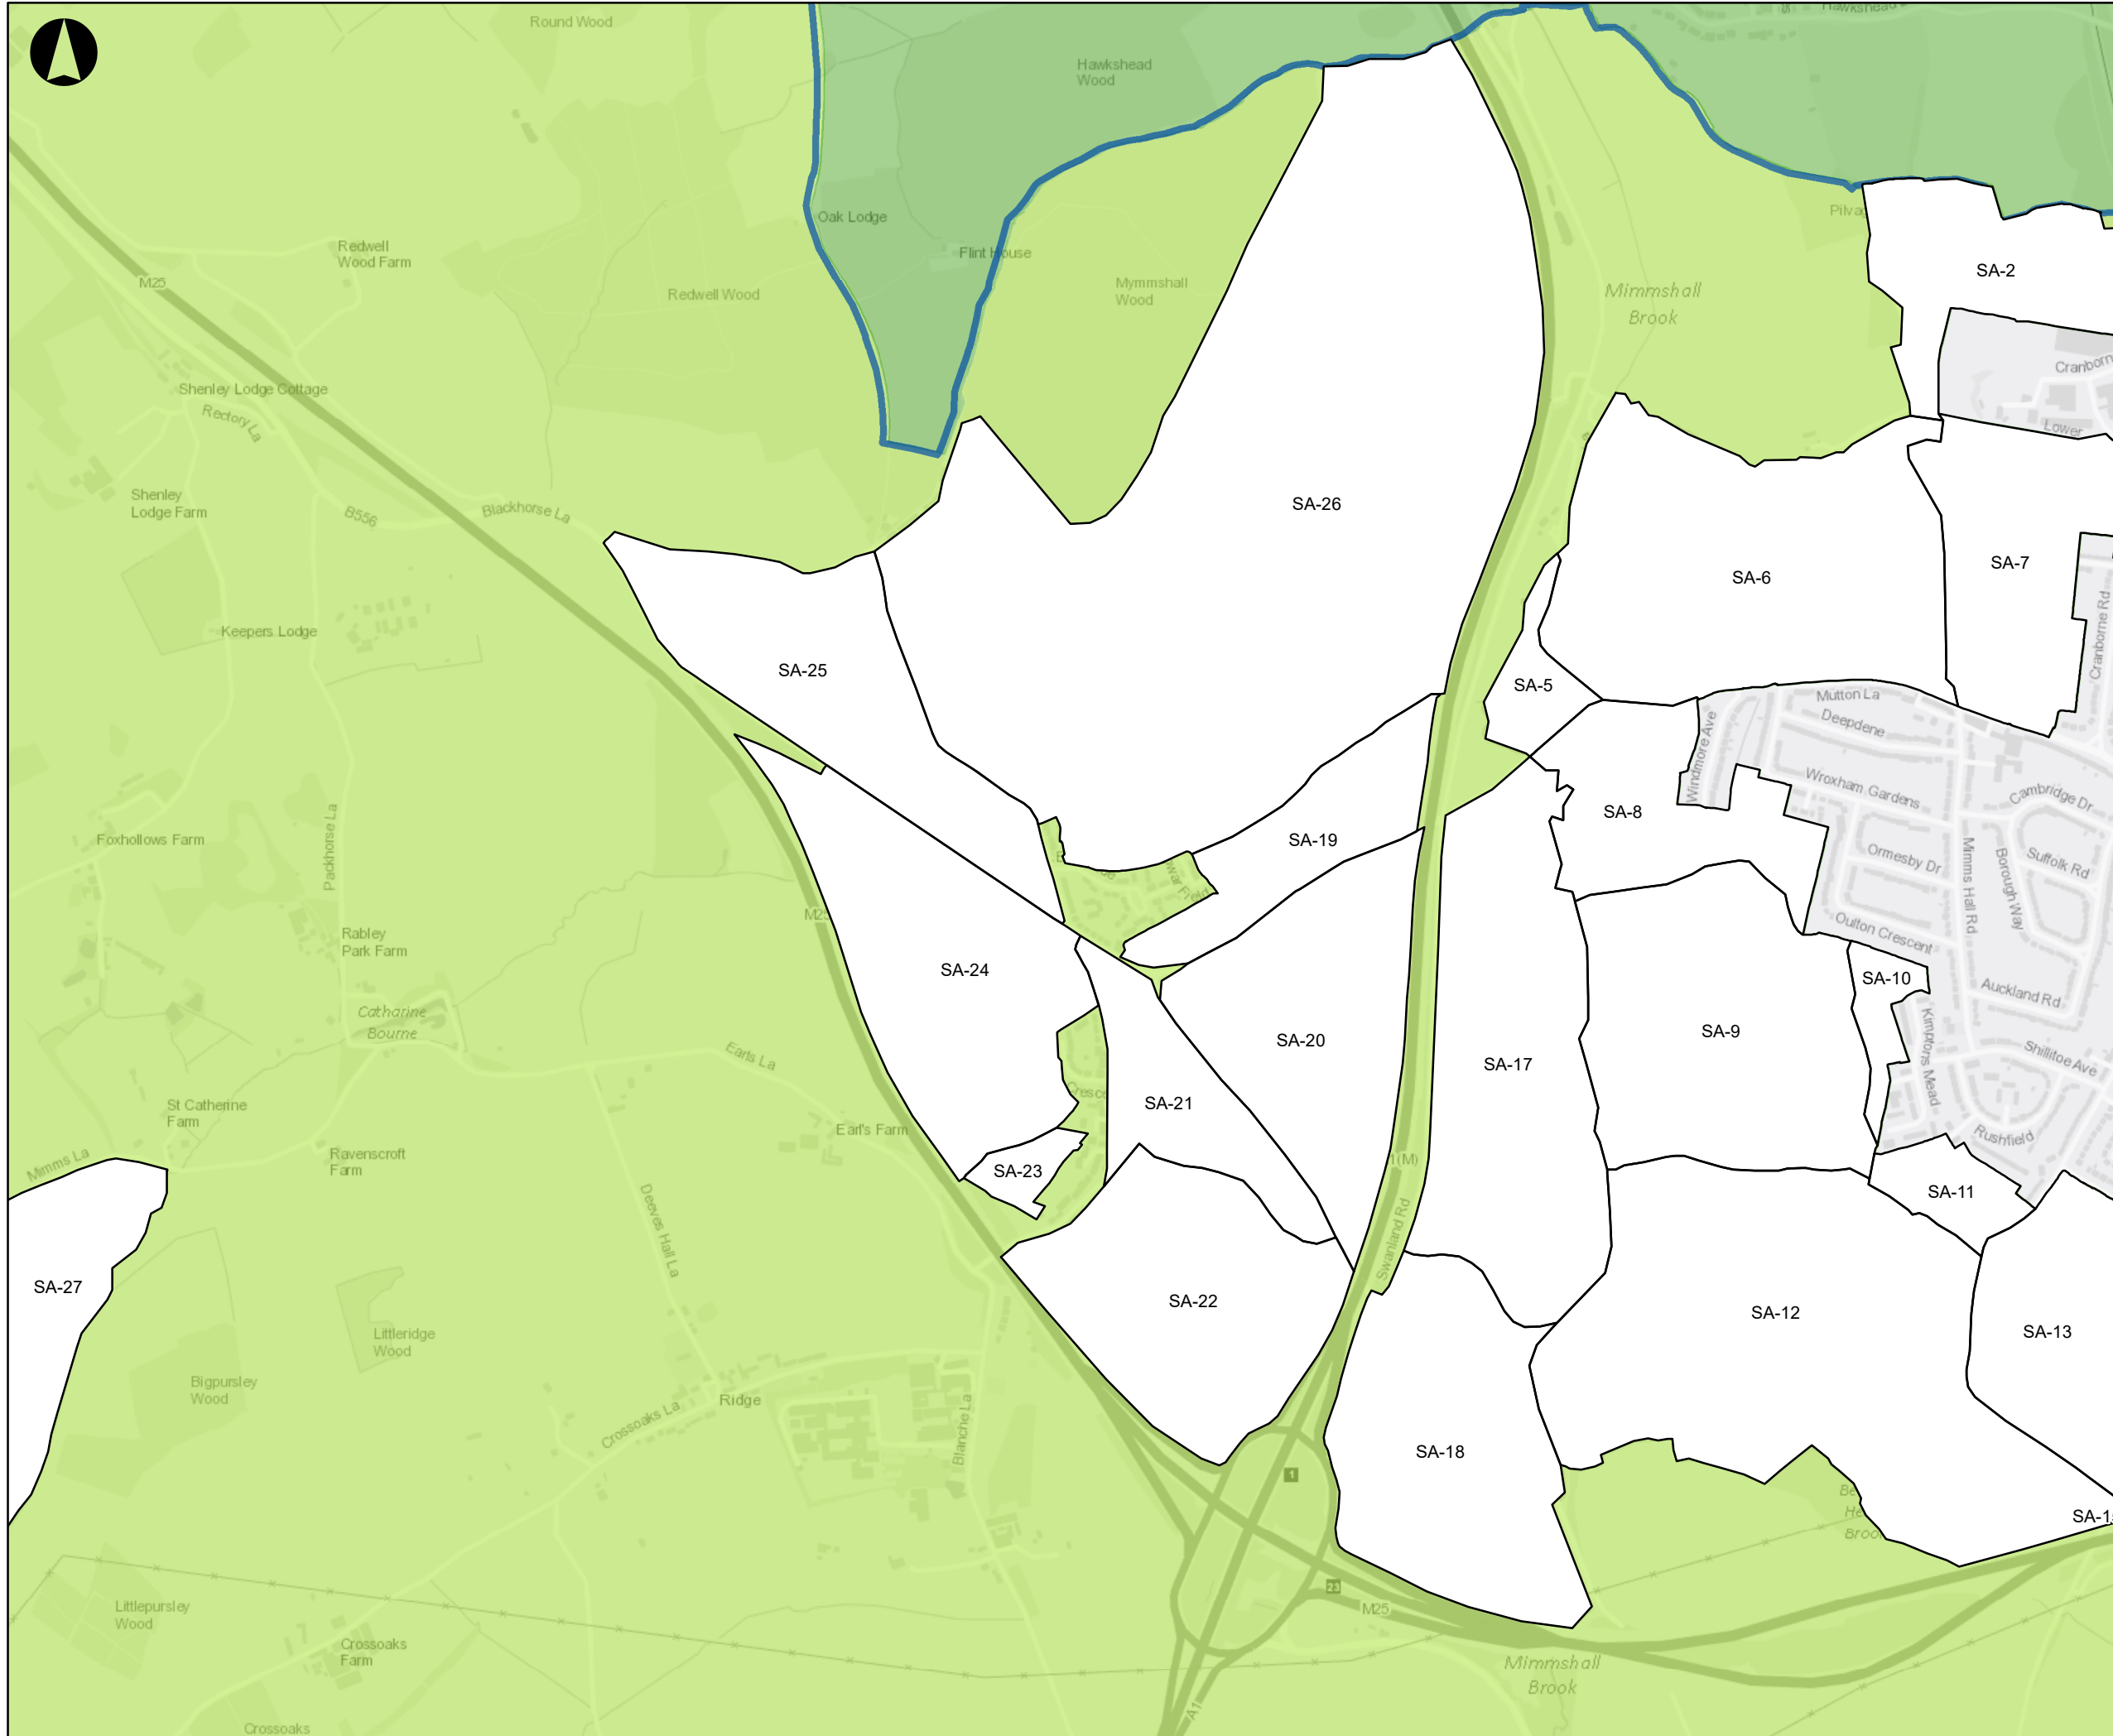 Round Wood
Hawkshead
Wood
Hawkshead
Oak Lodge
Flint House
Redwell
Wood Farm
M25
Redwell Wood
Mymmshall
Wood
Mimmshall
Brook
SA-2
Shenley Lodge Cottage
Rectory La
Lower
Shenley
Lodge Farm
B556
Blackhorse La
SA-26
SA-6
SA-7
Cranborne Rd
Keepers Lodge
SA-25
SA-5
Mutton La
Deepdene
Windmore Ave
Wroxham Gardens
Cambridge Dr
Foxhollows Farm
Packhorse La
SA-19
SA-8
Ormesby Dr
Mimms Hall Rd
Borough Way
Suffolk Rd
M25
Rabley
Park Farm
SA-24
Oulton Crescent
SA-10
Auckland Rd
Catharine
Bourne
Earls La
SA-20
SA-17
SA-9
Kimptons Mead
Shillitoe Ave
St Catherine
Farm
SA-21
Earl's Farm
Rushfield
Mimms La
Ravenscroft
Farm
SA-23
SA-11
Deeves Hall La
Swanland Rd
SA-27
SA-22
SA-12
SA-13
Littleridge
Wood
Bigpursley
Wood
Ridge
Crossoaks La
Blanche La
SA-18
1
23
M25
Littlepursley
Wood
Crossoaks
Farm
Mimmshall
Brook
A1
Crossoaks